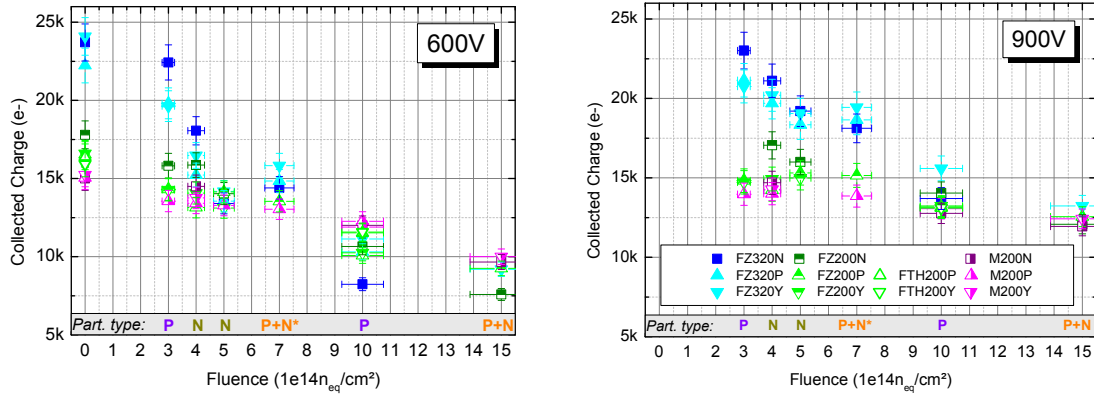 600V
Collected Charge (e-)
25k
20k
15k
10k
5k
Part. type: P N N P+N* P P+N
0 1 2 3 4 5 6 7 8 9 10 11 12 13 14 15
Fluence (1e14n_eq/cm²)
900V
Collected Charge (e-)
25k
20k
15k
10k
5k
FZ320N FZ200N M200N
FZ320P FZ200P FTH200P M200P
FZ320Y FZ200Y FTH200Y M200Y
Part. type: P N N P+N* P P+N
0 1 2 3 4 5 6 7 8 9 10 11 12 13 14 15
Fluence (1e14n_eq/cm²)